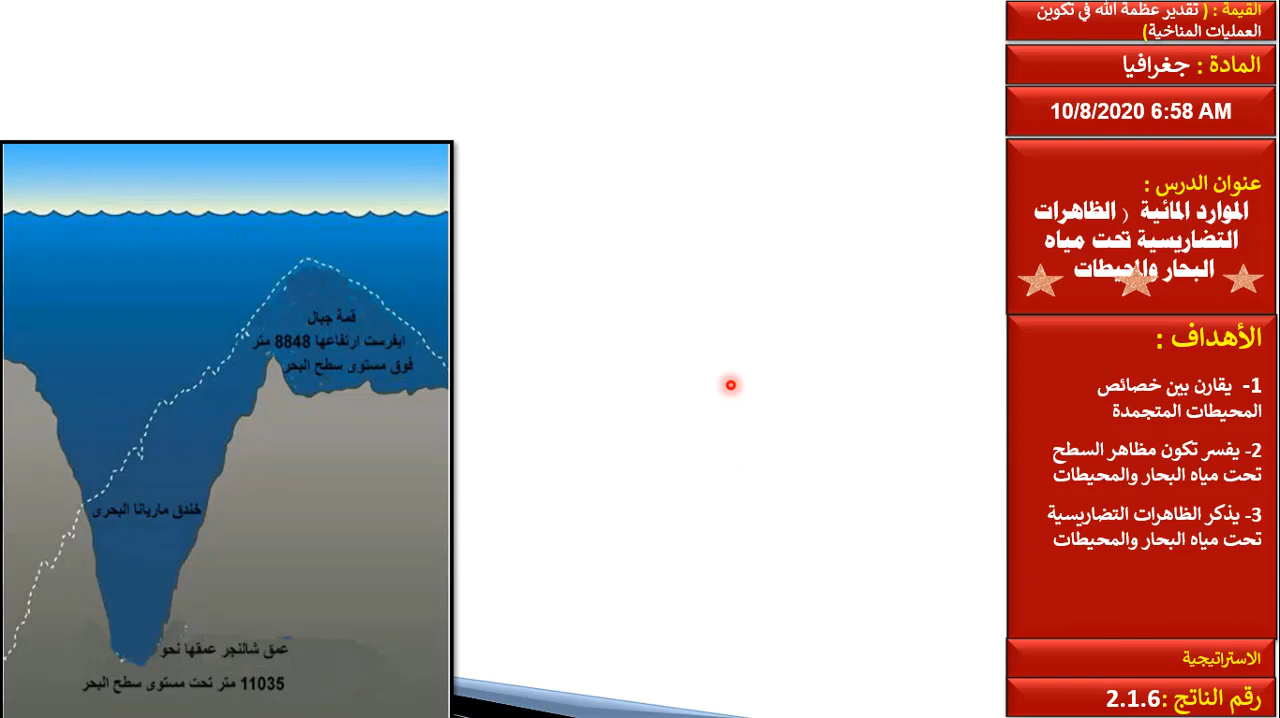 القيمة : ( تقدير عظمة الله في تكوين
العمليات المناخية)
المادة : جغرافيا
10/8/2020 6:58 AM
عنوان الدرس :
الموارد المائية ( الظاهرات
التضاريسية تحت مياه
البحار والمحيطات
الأهداف :
1- يقارن بين خصائص
المحيطات المتجمدة
2- يفسر تكون مظاهر السطح
تحت مياه البحار والمحيطات
3- يذكر الظاهرات التضاريسية
تحت مياه البحار والمحيطات
الاستراتيجية
رقم الناتج :2.1.6
قمة جبال
ايفرست ارتفاعها 8848 متر
فوق مستوى سطح البحر
خندق ماريانا البحرى
عمق شالنجر عمقها نحو
11035 متر تحت مستوى سطح البحر